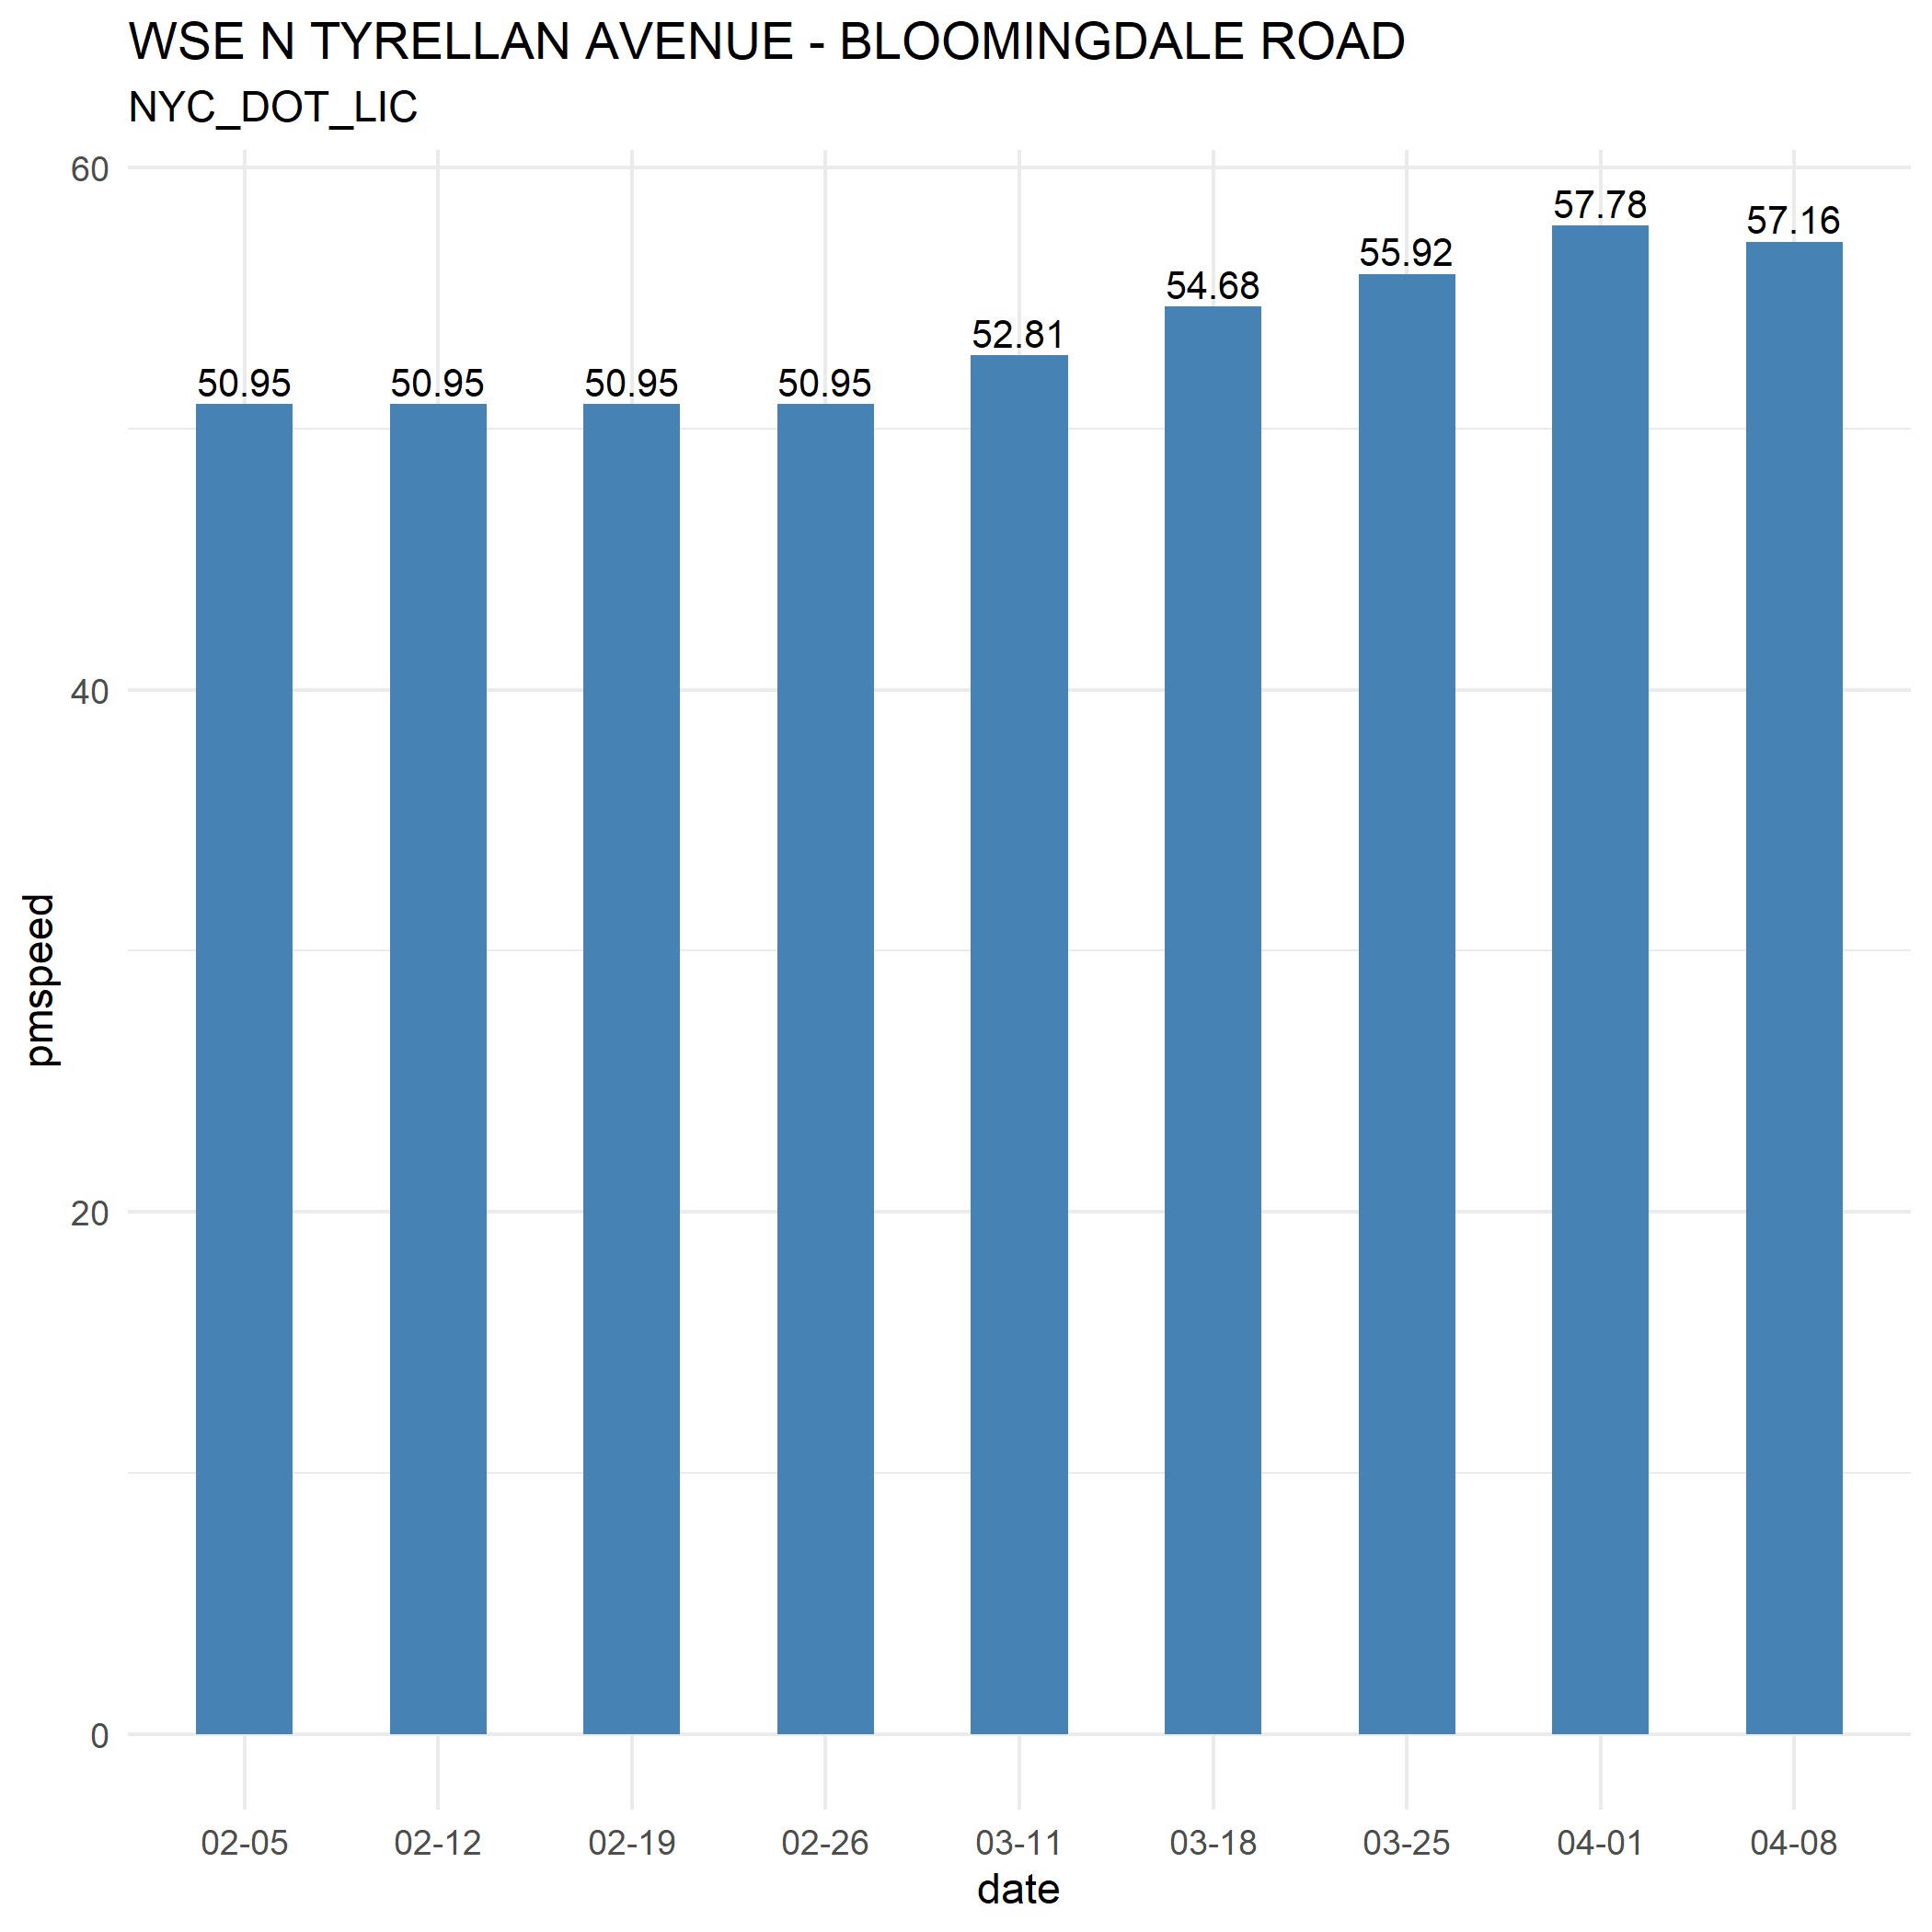 WSE N TYRELLAN AVENUE - BLOOMINGDALE ROAD
NYC_DOT_LIC
60
40
20
0
pmspeed
50.95 50.95 50.95 50.95 52.81 54.68 55.92 57.78 57.16
02-05 02-12 02-19 02-26 03-11 03-18 03-25 04-01 04-08
date